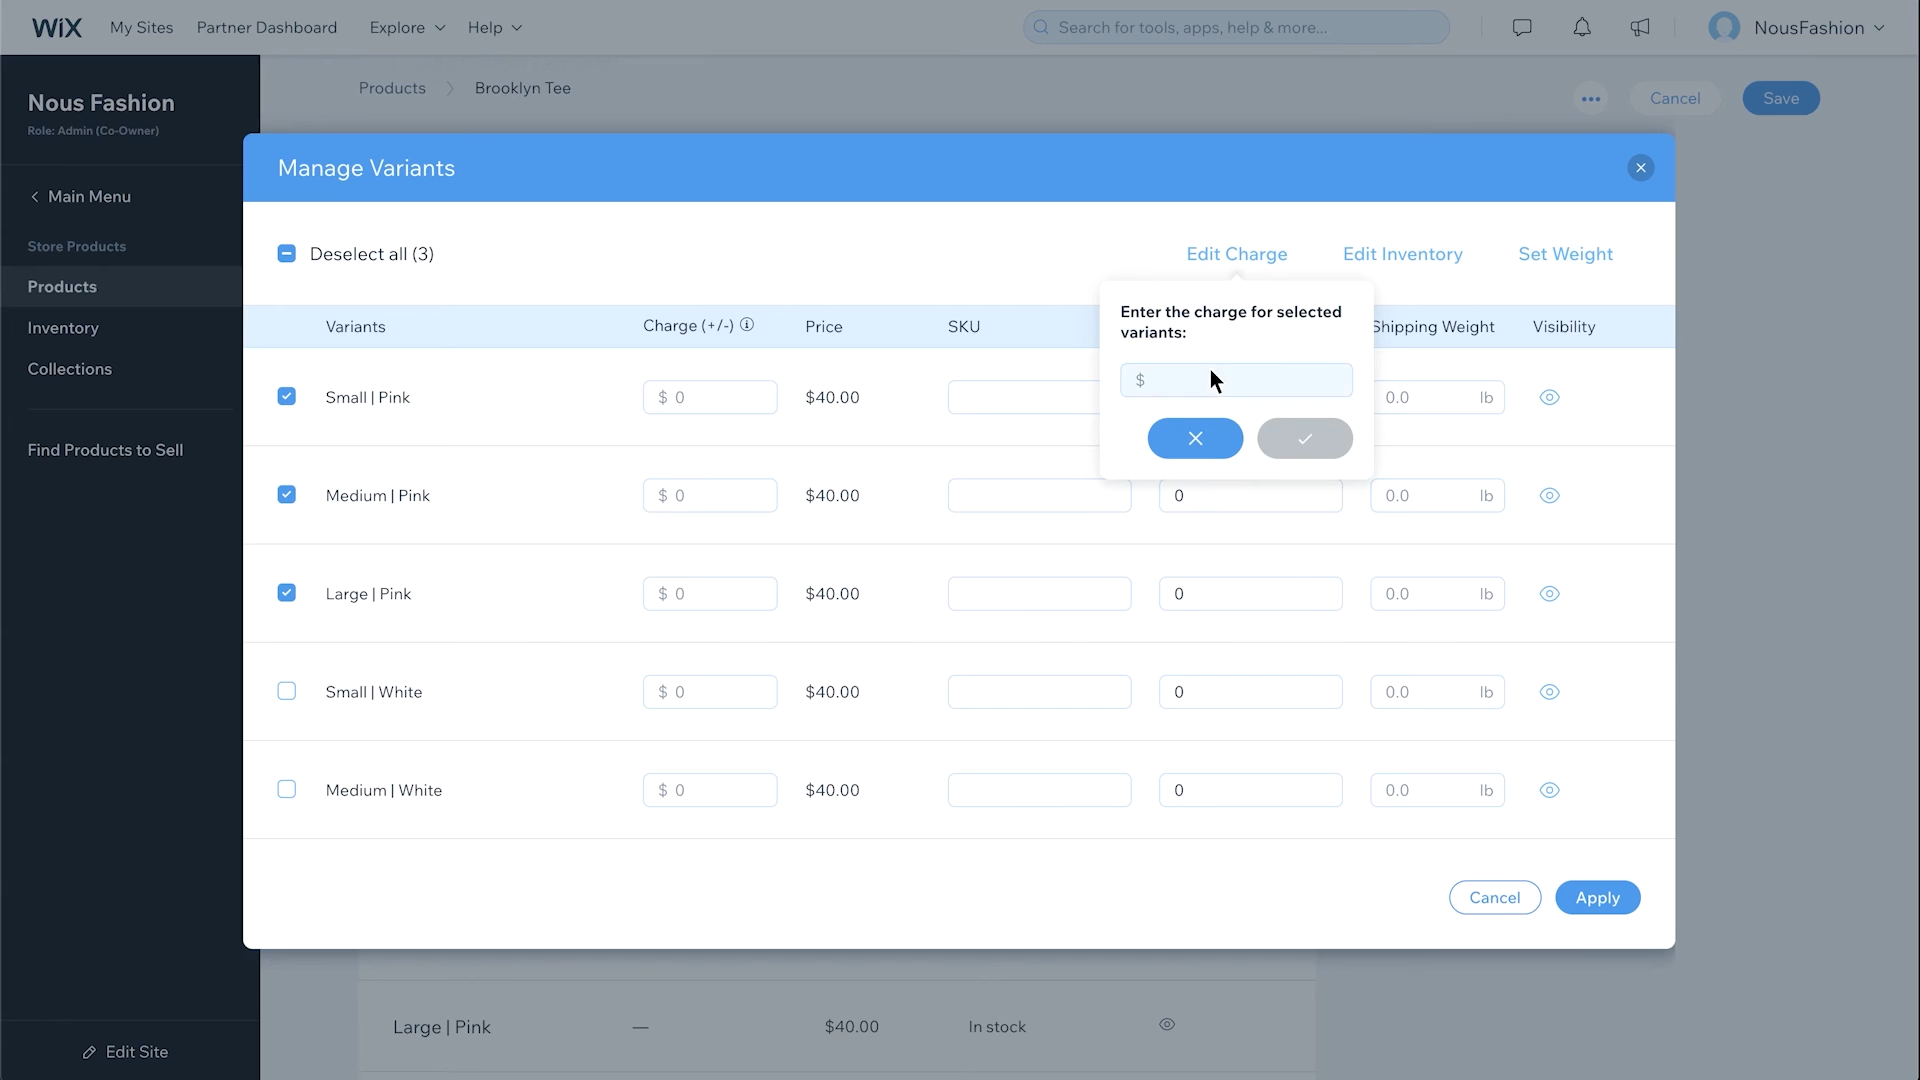 WiX My Sites Partner Dashboard Explore Help Search for tools, apps, help & more... NousFashion
Nous Fashion
Role: Admin (Co-Owner)
Main Menu
Store Products
Products
Inventory
Collections
Find Products to Sell
Edit Site
Products Brooklyn Tee ••• Cancel Save
Manage Variants
Deselect all (3) Edit Charge Edit Inventory Set Weight
Enter the charge for selected
variants:
$
Variants Charge (+/-) Price SKU Shipping Weight Visibility
Small | Pink $ 0 $40.00 0.0 lb
Medium | Pink $ 0 $40.00 0 0.0 lb
Large | Pink $ 0 $40.00 0 0.0 lb
Small | White $ 0 $40.00 0 0.0 lb
Medium | White $ 0 $40.00 0 0.0 lb
Cancel Apply
Large | Pink — $40.00 In stock